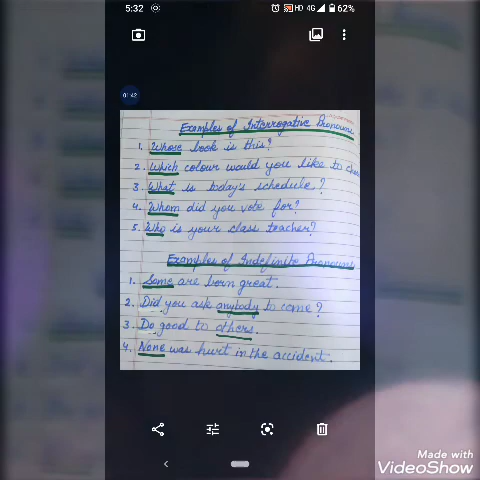 5:32
HD 4G 62%
01:42
Examples of Interrogative Pronouns
1. Whose book is this?
2. Which colour would you like to
3. What is today's schedule?
4. Whom did you vote for?
5. Who is your class teacher?
Examples of Indefinite Pronouns
1. Some are born great.
2. Did you ask anybody to come?
3. Do good to others.
4. None was hurt in the accident.
Made with
VideoShow